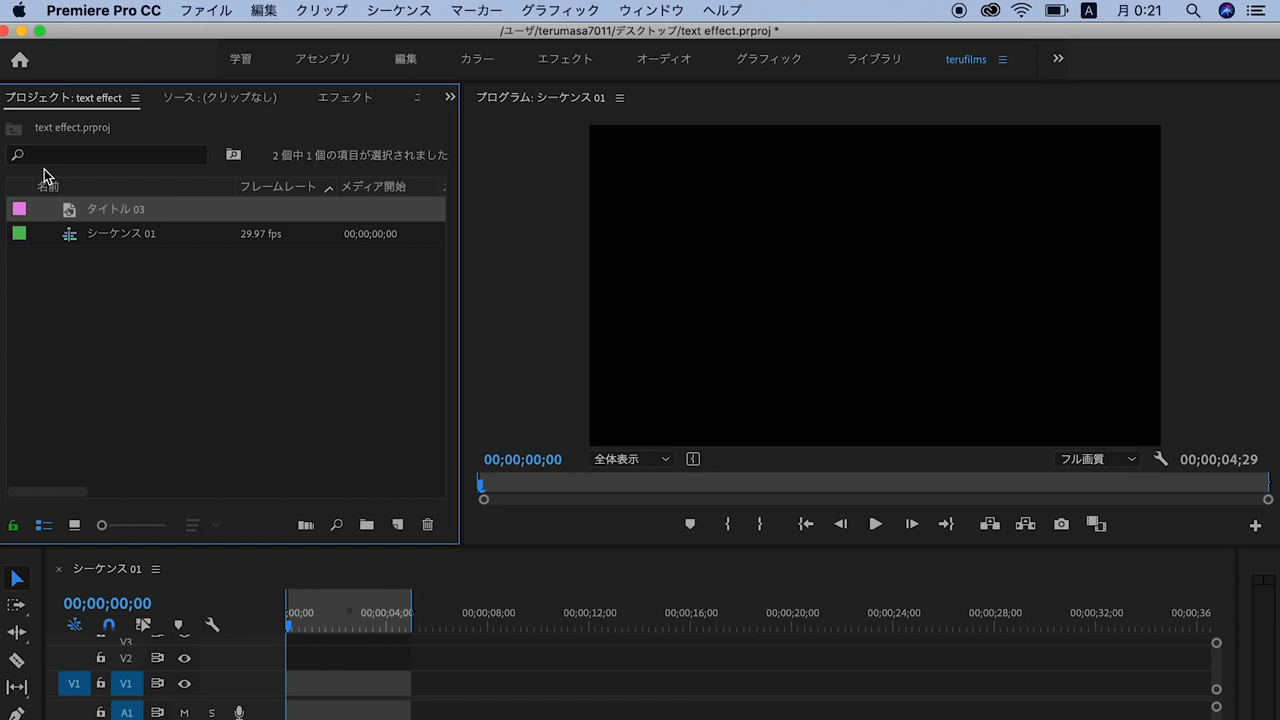 Premiere Pro CC ファイル 編集 クリップ シーケンス マーカー グラフィック ウィンドウ ヘルプ A 月 0:21
/ユーザ/terumasa7011/デスクトップ/text effect.prproj *
学習 アセンブリ 編集 カラー エフェクト オーディオ グラフィック ライブラリ terufilms
プロジェクト: text effect ソース : (クリップなし) エフェクト プログラム: シーケンス 01
text effect.prproj
2 個中 1 個の項目が選択されました
名前 フレームレート メディア開始
タイトル 03
シーケンス 01 29.97 fps 00;00;00;00
00;00;00;00 全体表示 フル画質 00;00;04;29
× シーケンス 01
00;00;00;00
;00;00 00;00;04;00 00;00;08;00 00;00;12;00 00;00;16;00 00;00;20;00 00;00;24;00 00;00;28;00 00;00;32;00 00;00;36
V3
V2
V1 V1
A1 M S